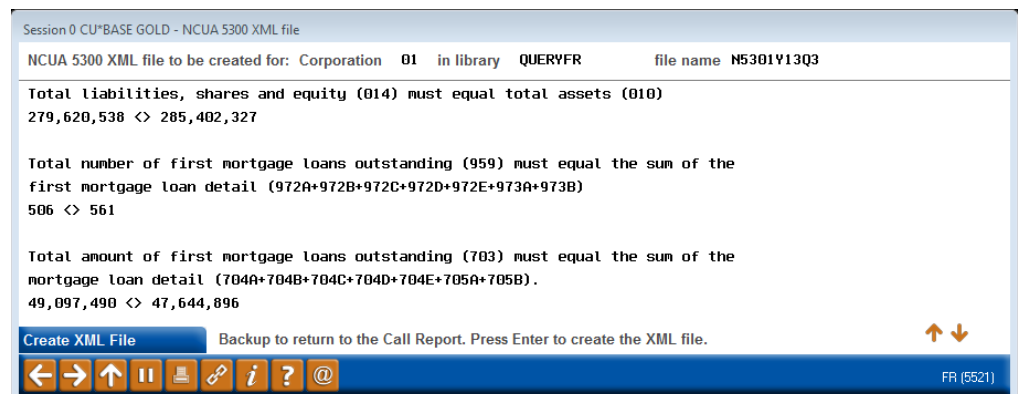 Session 0 CU*BASE GOLD - NCUA 5300 XML file
NCUA 5300 XML file to be created for: Corporation 01 in library QUERYFR file name N5301Y13Q3
Total liabilities, shares and equity (014) must equal total assets (010)
279,620,538 <> 285,402,327
Total number of first mortgage loans outstanding (959) must equal the sum of the
first mortgage loan detail (972A+972B+972C+972D+972E+973A+973B)
506 <> 561
Total amount of first mortgage loans outstanding (703) must equal the sum of the
mortgage loan detail (704A+704B+704C+704D+704E+705A+705B).
49,097,490 <> 47,644,896
Create XML File Backup to return to the Call Report. Press Enter to create the XML file.
i ? @ FR (5521)